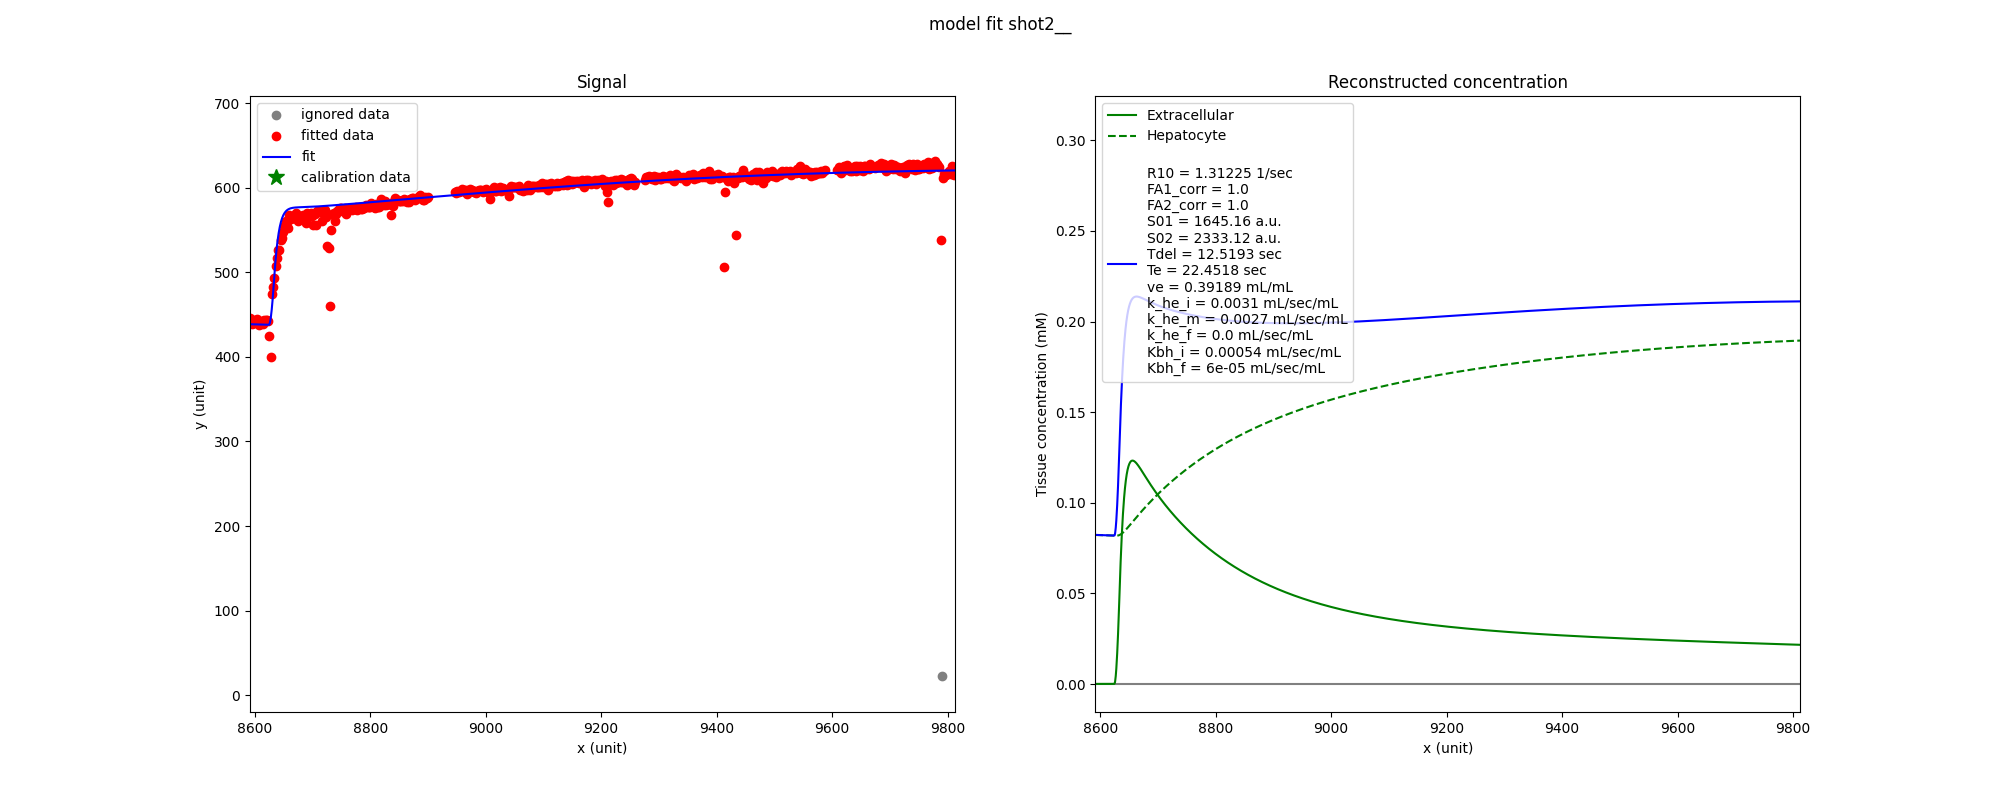 model fit shot2__
Signal
700
600
500
400
300
200
100
0
y (unit)
8600 8800 9000 9200 9400 9600 9800
x (unit)
ignored data
fitted data
fit
calibration data
Reconstructed concentration
0.30
0.25
0.20
0.15
0.10
0.05
0.00
Tissue concentration (mM)
8600 8800 9000 9200 9400 9600 9800
x (unit)
Extracellular
Hepatocyte
R10 = 1.31225 1/sec
FA1_corr = 1.0
FA2_corr = 1.0
S01 = 1645.16 a.u.
S02 = 2333.12 a.u.
Tdel = 12.5193 sec
Te = 22.4518 sec
ve = 0.39189 mL/mL
k_he_i = 0.0031 mL/sec/mL
k_he_m = 0.0027 mL/sec/mL
k_he_f = 0.0 mL/sec/mL
Kbh_i = 0.00054 mL/sec/mL
Kbh_f = 6e-05 mL/sec/mL